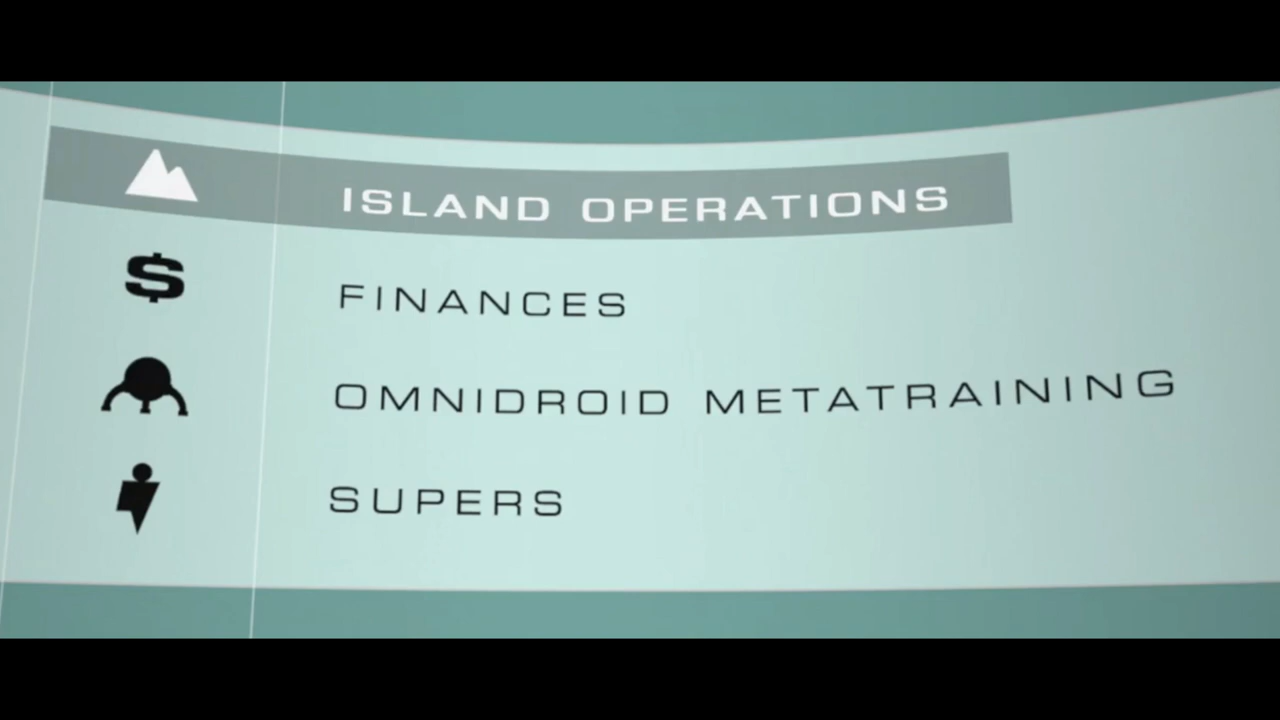 ISLAND OPERATIONS
$
FINANCES
OMNIDROID METATRAINING
SUPERS